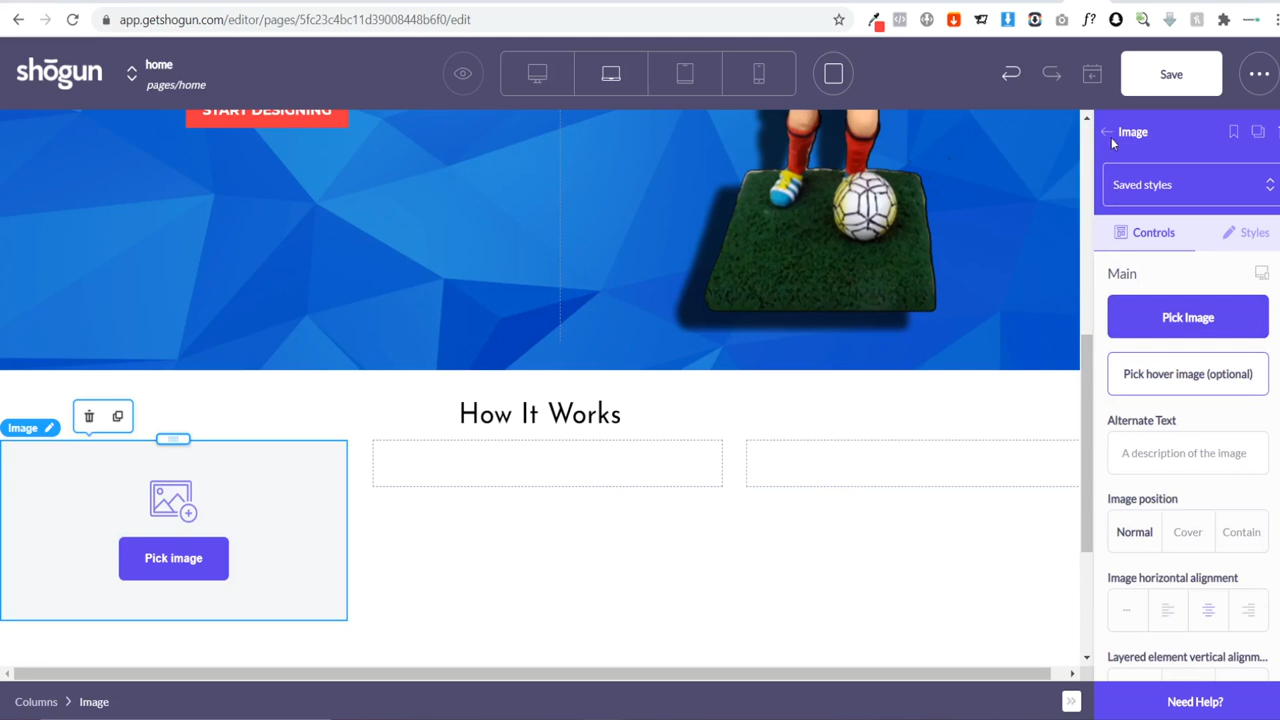 app.getshogun.com/editor/pages/5fc23c4bc11d39008448b6f0/edit
shōgun
home
pages/home
Save
START DESIGNING
Image
Saved styles
Controls
Styles
Main
Pick Image
Pick hover image (optional)
Alternate Text
A description of the image
Image position
Normal
Cover
Contain
Image horizontal alignment
Layered element vertical alignm...
How It Works
Image
Pick image
Columns > Image
Need Help?